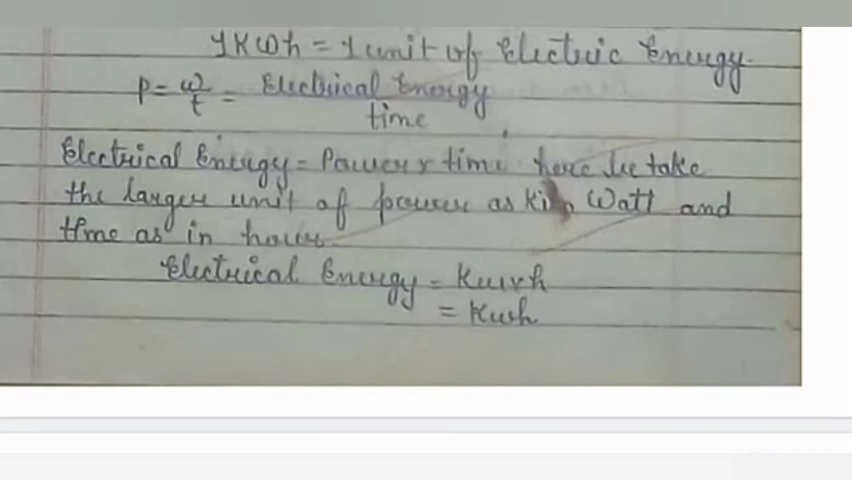 1 KWh = 1 unit of Electric Energy.
P = W/t = Electrical Energy / time
Electrical Energy = Power x time here we take
the larger unit of power as Kilo Watt and
time as in hour
Electrical Energy = Kw x h
= Kwh